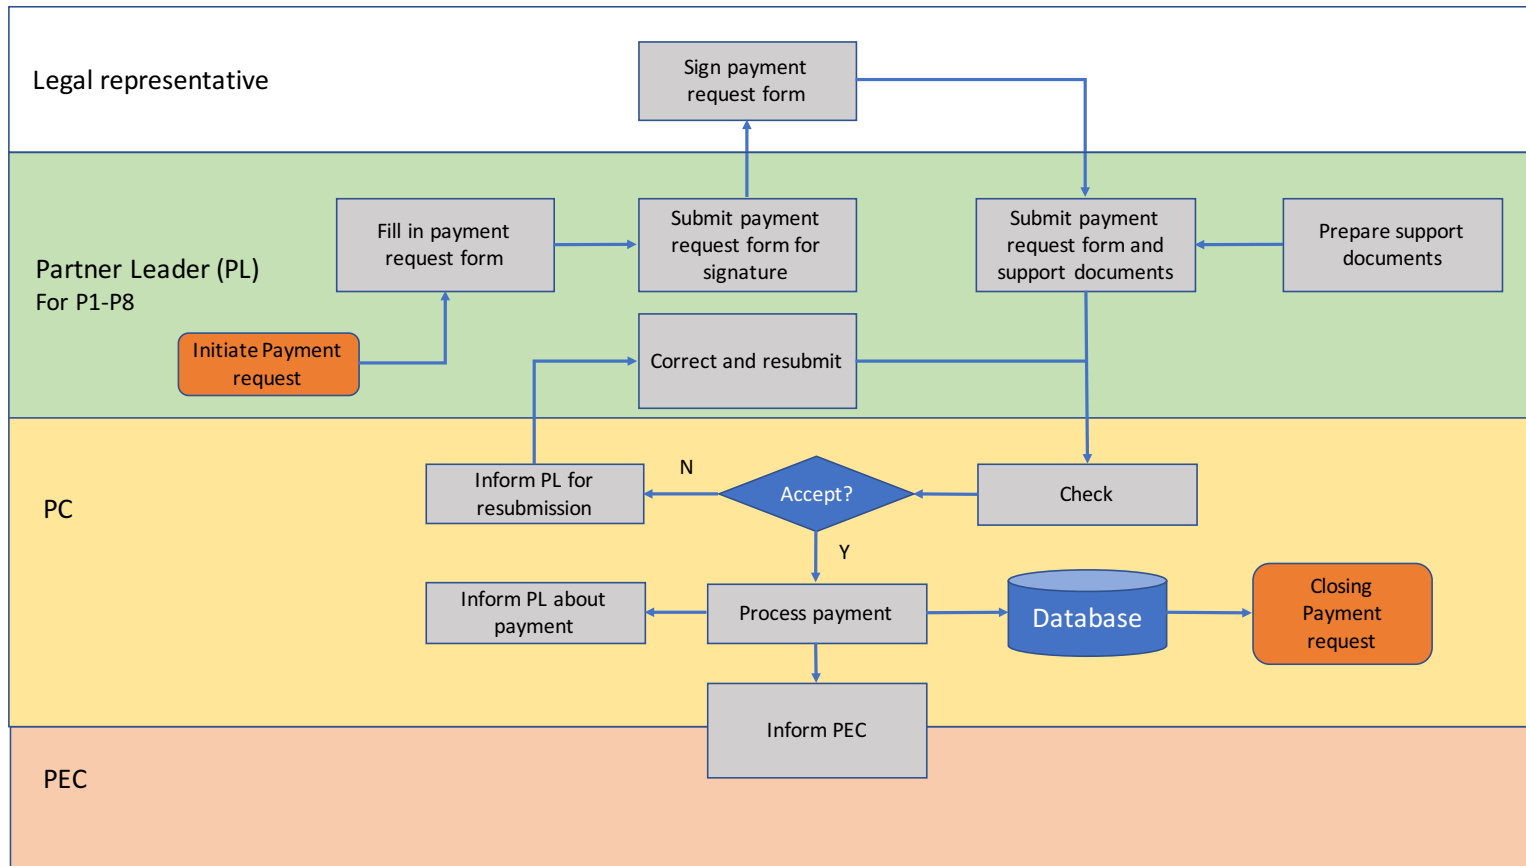 Legal representative
Sign payment
request form
Partner Leader (PL)
For P1-P8
Fill in payment
request form
Submit payment
request form for
signature
Submit payment
request form and
support documents
Prepare support
documents
Initiate Payment
request
Correct and resubmit
PC
Inform PL for
resubmission
N
Accept?
Check
Y
Inform PL about
payment
Process payment
Database
Closing
Payment
request
Inform PEC
PEC